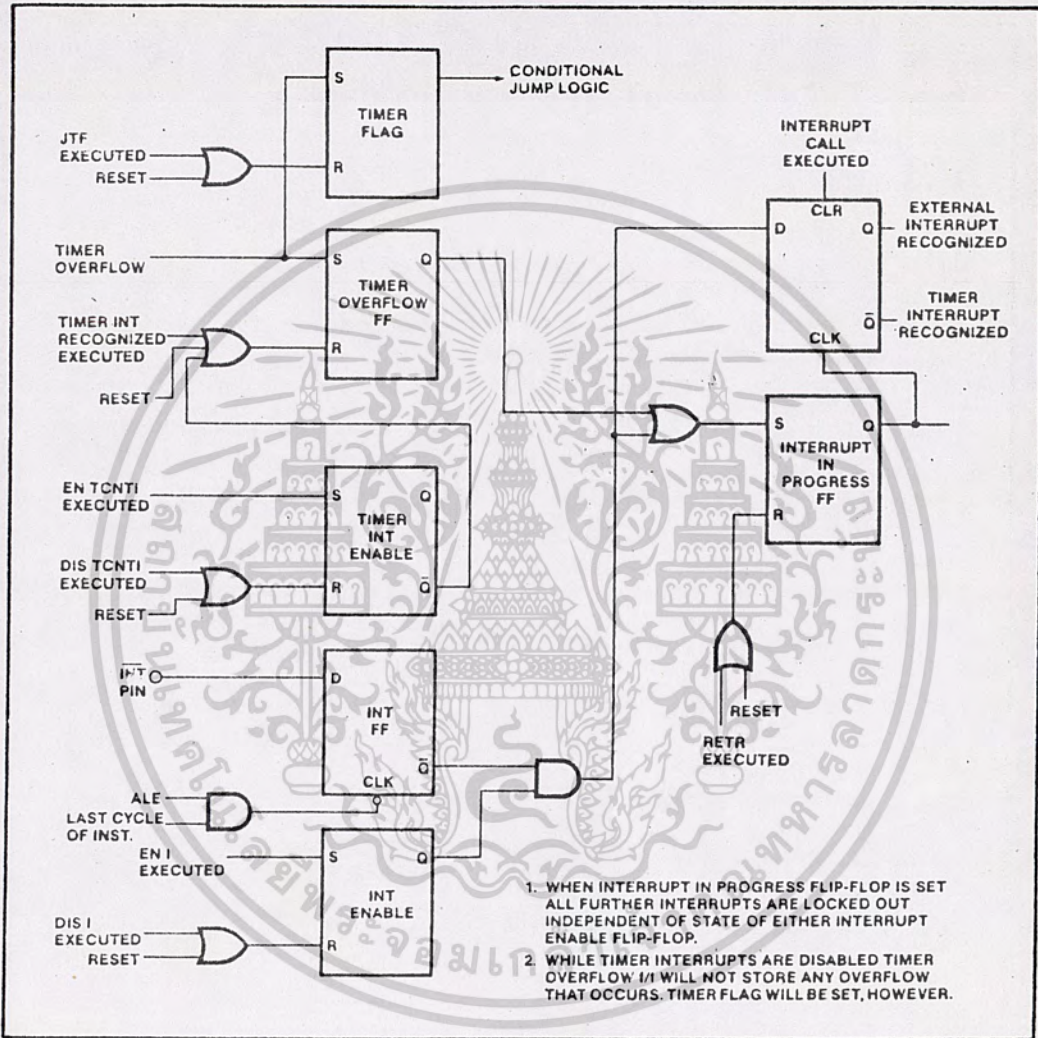 S
TIMER
FLAG
R
CONDITIONAL
JUMP LOGIC
JTF
EXECUTED
RESET
TIMER
OVERFLOW
S
Q
TIMER
OVERFLOW
FF
R
TIMER INT
RECOGNIZED
EXECUTED
RESET
INTERRUPT
CALL
EXECUTED
CLR
D
Q
EXTERNAL
INTERRUPT
RECOGNIZED
Q̅
TIMER
INTERRUPT
RECOGNIZED
CLK
S
Q
INTERRUPT
IN
PROGRESS
FF
R
RESET
RETR
EXECUTED
EN TCNTI
EXECUTED
S
Q
TIMER
INT
ENABLE
DIS TCNTI
EXECUTED
RESET
R
Q̅
I̅N̅T̅
PIN
D
INT
FF
Q̅
CLK
ALE
LAST CYCLE
OF INST.
EN I
EXECUTED
S
Q
INT
ENABLE
R
DIS I
EXECUTED
RESET
1. WHEN INTERRUPT IN PROGRESS FLIP-FLOP IS SET
ALL FURTHER INTERRUPTS ARE LOCKED OUT
INDEPENDENT OF STATE OF EITHER INTERRUPT
ENABLE FLIP-FLOP.
2. WHILE TIMER INTERRUPTS ARE DISABLED TIMER
OVERFLOW f/f WILL NOT STORE ANY OVERFLOW
THAT OCCURS. TIMER FLAG WILL BE SET, HOWEVER.